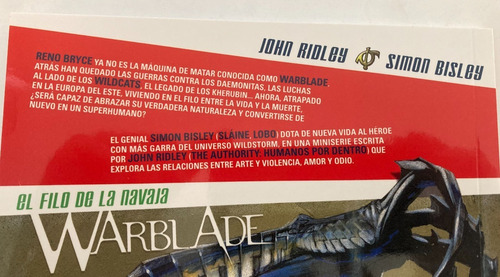 JOHN RIDLEY SIMON BISLEY
RENO BRYCE YA NO ES LA MÁQUINA DE MATAR CONOCIDA COMO WARBLADE.
ATRÁS HAN QUEDADO LAS GUERRAS CONTRA LOS DAEMONITAS, LAS LUCHAS
AL LADO DE LOS WILDCATS, EL LEGADO DE LOS KHERUBIN... AHORA, ATRAPADO
EN LA EUROPA DEL ESTE, VIVIENDO EN EL FILO ENTRE LA VIDA Y LA MUERTE,
¿SERÁ CAPAZ DE ABRAZAR SU VERDADERA NATURALEZA Y CONVERTIRSE DE
NUEVO EN UN SUPERHUMANO?
EL GENIAL SIMON BISLEY (SLÁINE, LOBO) DOTA DE NUEVA VIDA AL HÉROE
CON MÁS GARRA DEL UNIVERSO WILDSTORM, EN UNA MINISERIE ESCRITA
POR JOHN RIDLEY (THE AUTHORITY: HUMANOS POR DENTRO) QUE
EXPLORA LAS RELACIONES ENTRE ARTE Y VIOLENCIA, AMOR Y ODIO.
EL FILO DE LA NAVAJA
WARBLADE